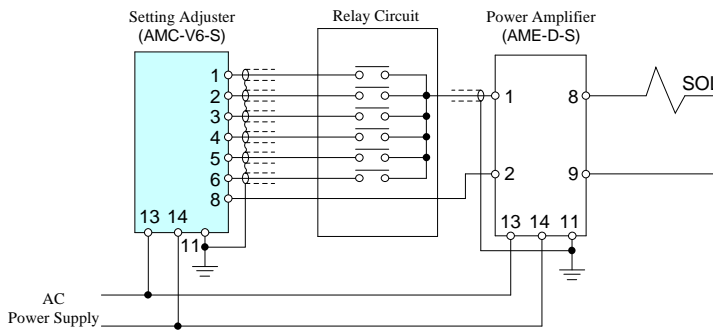 Setting Adjuster
(AMC-V6-S)
Relay Circuit
Power Amplifier
(AME-D-S)
1
2
3
4
5
6
8
13 14
11
1
2
8
9
13 14 11
SOL
AC
Power Supply